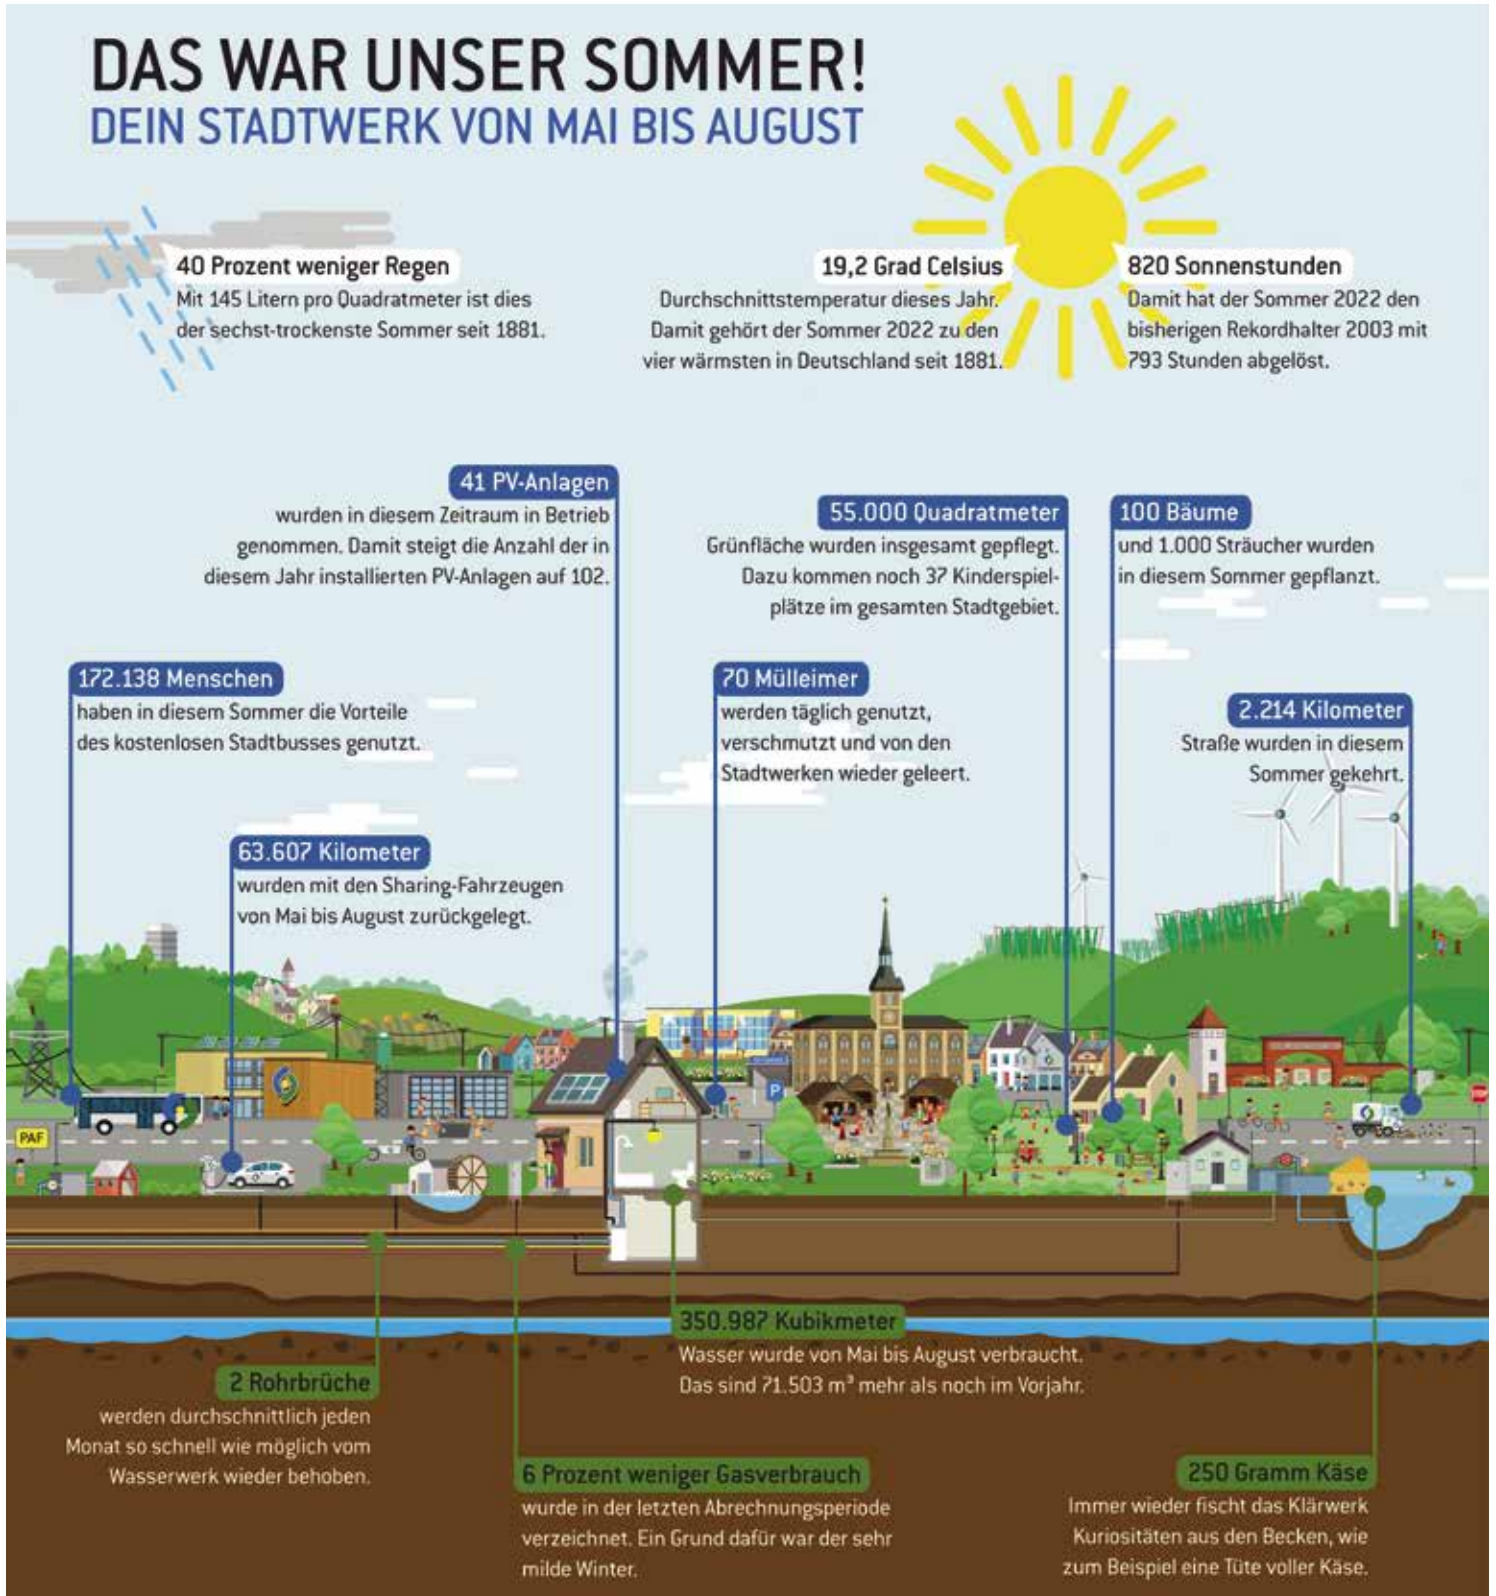 DAS WAR UNSER SOMMER!
DEIN STADTWERK VON MAI BIS AUGUST
40 Prozent weniger Regen
Mit 145 Litern pro Quadratmeter ist dies
der sechst-trockenste Sommer seit 1881.
19,2 Grad Celsius
Durchschnittstemperatur dieses Jahr.
Damit gehört der Sommer 2022 zu den
vier wärmsten in Deutschland seit 1881.
820 Sonnenstunden
Damit hat der Sommer 2022 den
bisherigen Rekordhalter 2003 mit
793 Stunden abgelöst.
41 PV-Anlagen
wurden in diesem Zeitraum in Betrieb
genommen. Damit steigt die Anzahl der in
diesem Jahr installierten PV-Anlagen auf 102.
55.000 Quadratmeter
Grünfläche wurden insgesamt gepflegt.
Dazu kommen noch 37 Kinderspiel-
plätze im gesamten Stadtgebiet.
100 Bäume
und 1.000 Sträucher wurden
in diesem Sommer gepflanzt.
172.138 Menschen
haben in diesem Sommer die Vorteile
des kostenlosen Stadtbusses genutzt.
70 Mülleimer
werden täglich genutzt,
verschmutzt und von den
Stadtwerken wieder geleert.
2.214 Kilometer
Straße wurden in diesem
Sommer gekehrt.
63.607 Kilometer
wurden mit den Sharing-Fahrzeugen
von Mai bis August zurückgelegt.
P
STOP
PAF
350.987 Kubikmeter
Wasser wurde von Mai bis August verbraucht.
Das sind 71.503 m³ mehr als noch im Vorjahr.
2 Rohrbrüche
werden durchschnittlich jeden
Monat so schnell wie möglich vom
Wasserwerk wieder behoben.
6 Prozent weniger Gasverbrauch
wurde in der letzten Abrechnungsperiode
verzeichnet. Ein Grund dafür war der sehr
milde Winter.
250 Gramm Käse
Immer wieder fischt das Klärwerk
Kuriositäten aus den Becken, wie
zum Beispiel eine Tüte voller Käse.